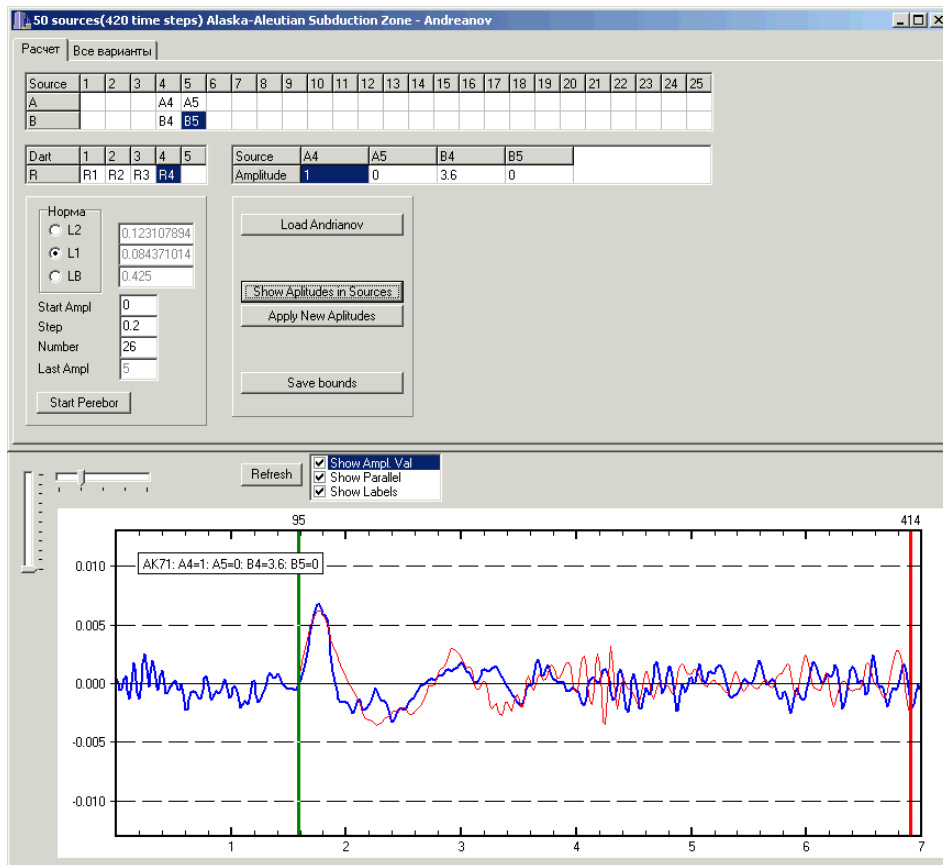 50 sources(420 time steps) Alaska-Aleutian Subduction Zone - Andreanov
Расчет Все варианты
Source 1 2 3 4 5 6 7 8 9 10 11 12 13 14 15 16 17 18 19 20 21 22 23 24 25
A A4 A5
B B4 B5
Dart 1 2 3 4 5
R R1 R2 R3 R4
Source A4 A5 B4 B5
Amplitude 1 0 3.6 0
Норма
L2 0.123107894
L1 0.084371014
LB 0.425
Start Ampl 0
Step 0.2
Number 26
Last Ampl 5
Start Perebor
Load Andrianov
Show Aplitudes in Sources
Apply New Aplitudes
Save bounds
Refresh
Show Ampl. Val
Show Parallel
Show Labels
95 414
AK71: A4=1: A5=0: B4=3.6: B5=0
0.010
0.005
0.000
-0.005
-0.010
1 2 3 4 5 6 7